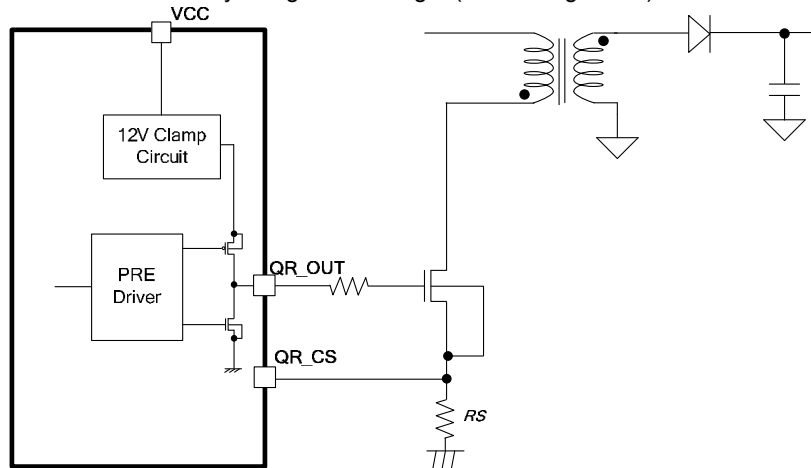 VCC
12V Clamp
Circuit
PRE
Driver
QR_OUT
QR_CS
RS